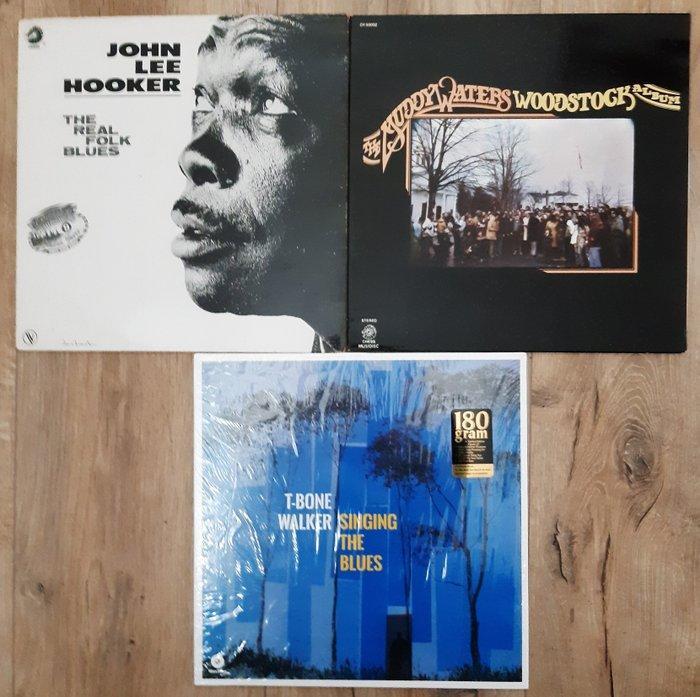 JOHN
LEE
HOOKER
THE
REAL
FOLK
BLUES
THE MUDDY WATERS WOODSTOCK ALBUM
STEREO
CHESS
MUSIDISC
180
gram
T-BONE
WALKER
SINGING
THE
BLUES